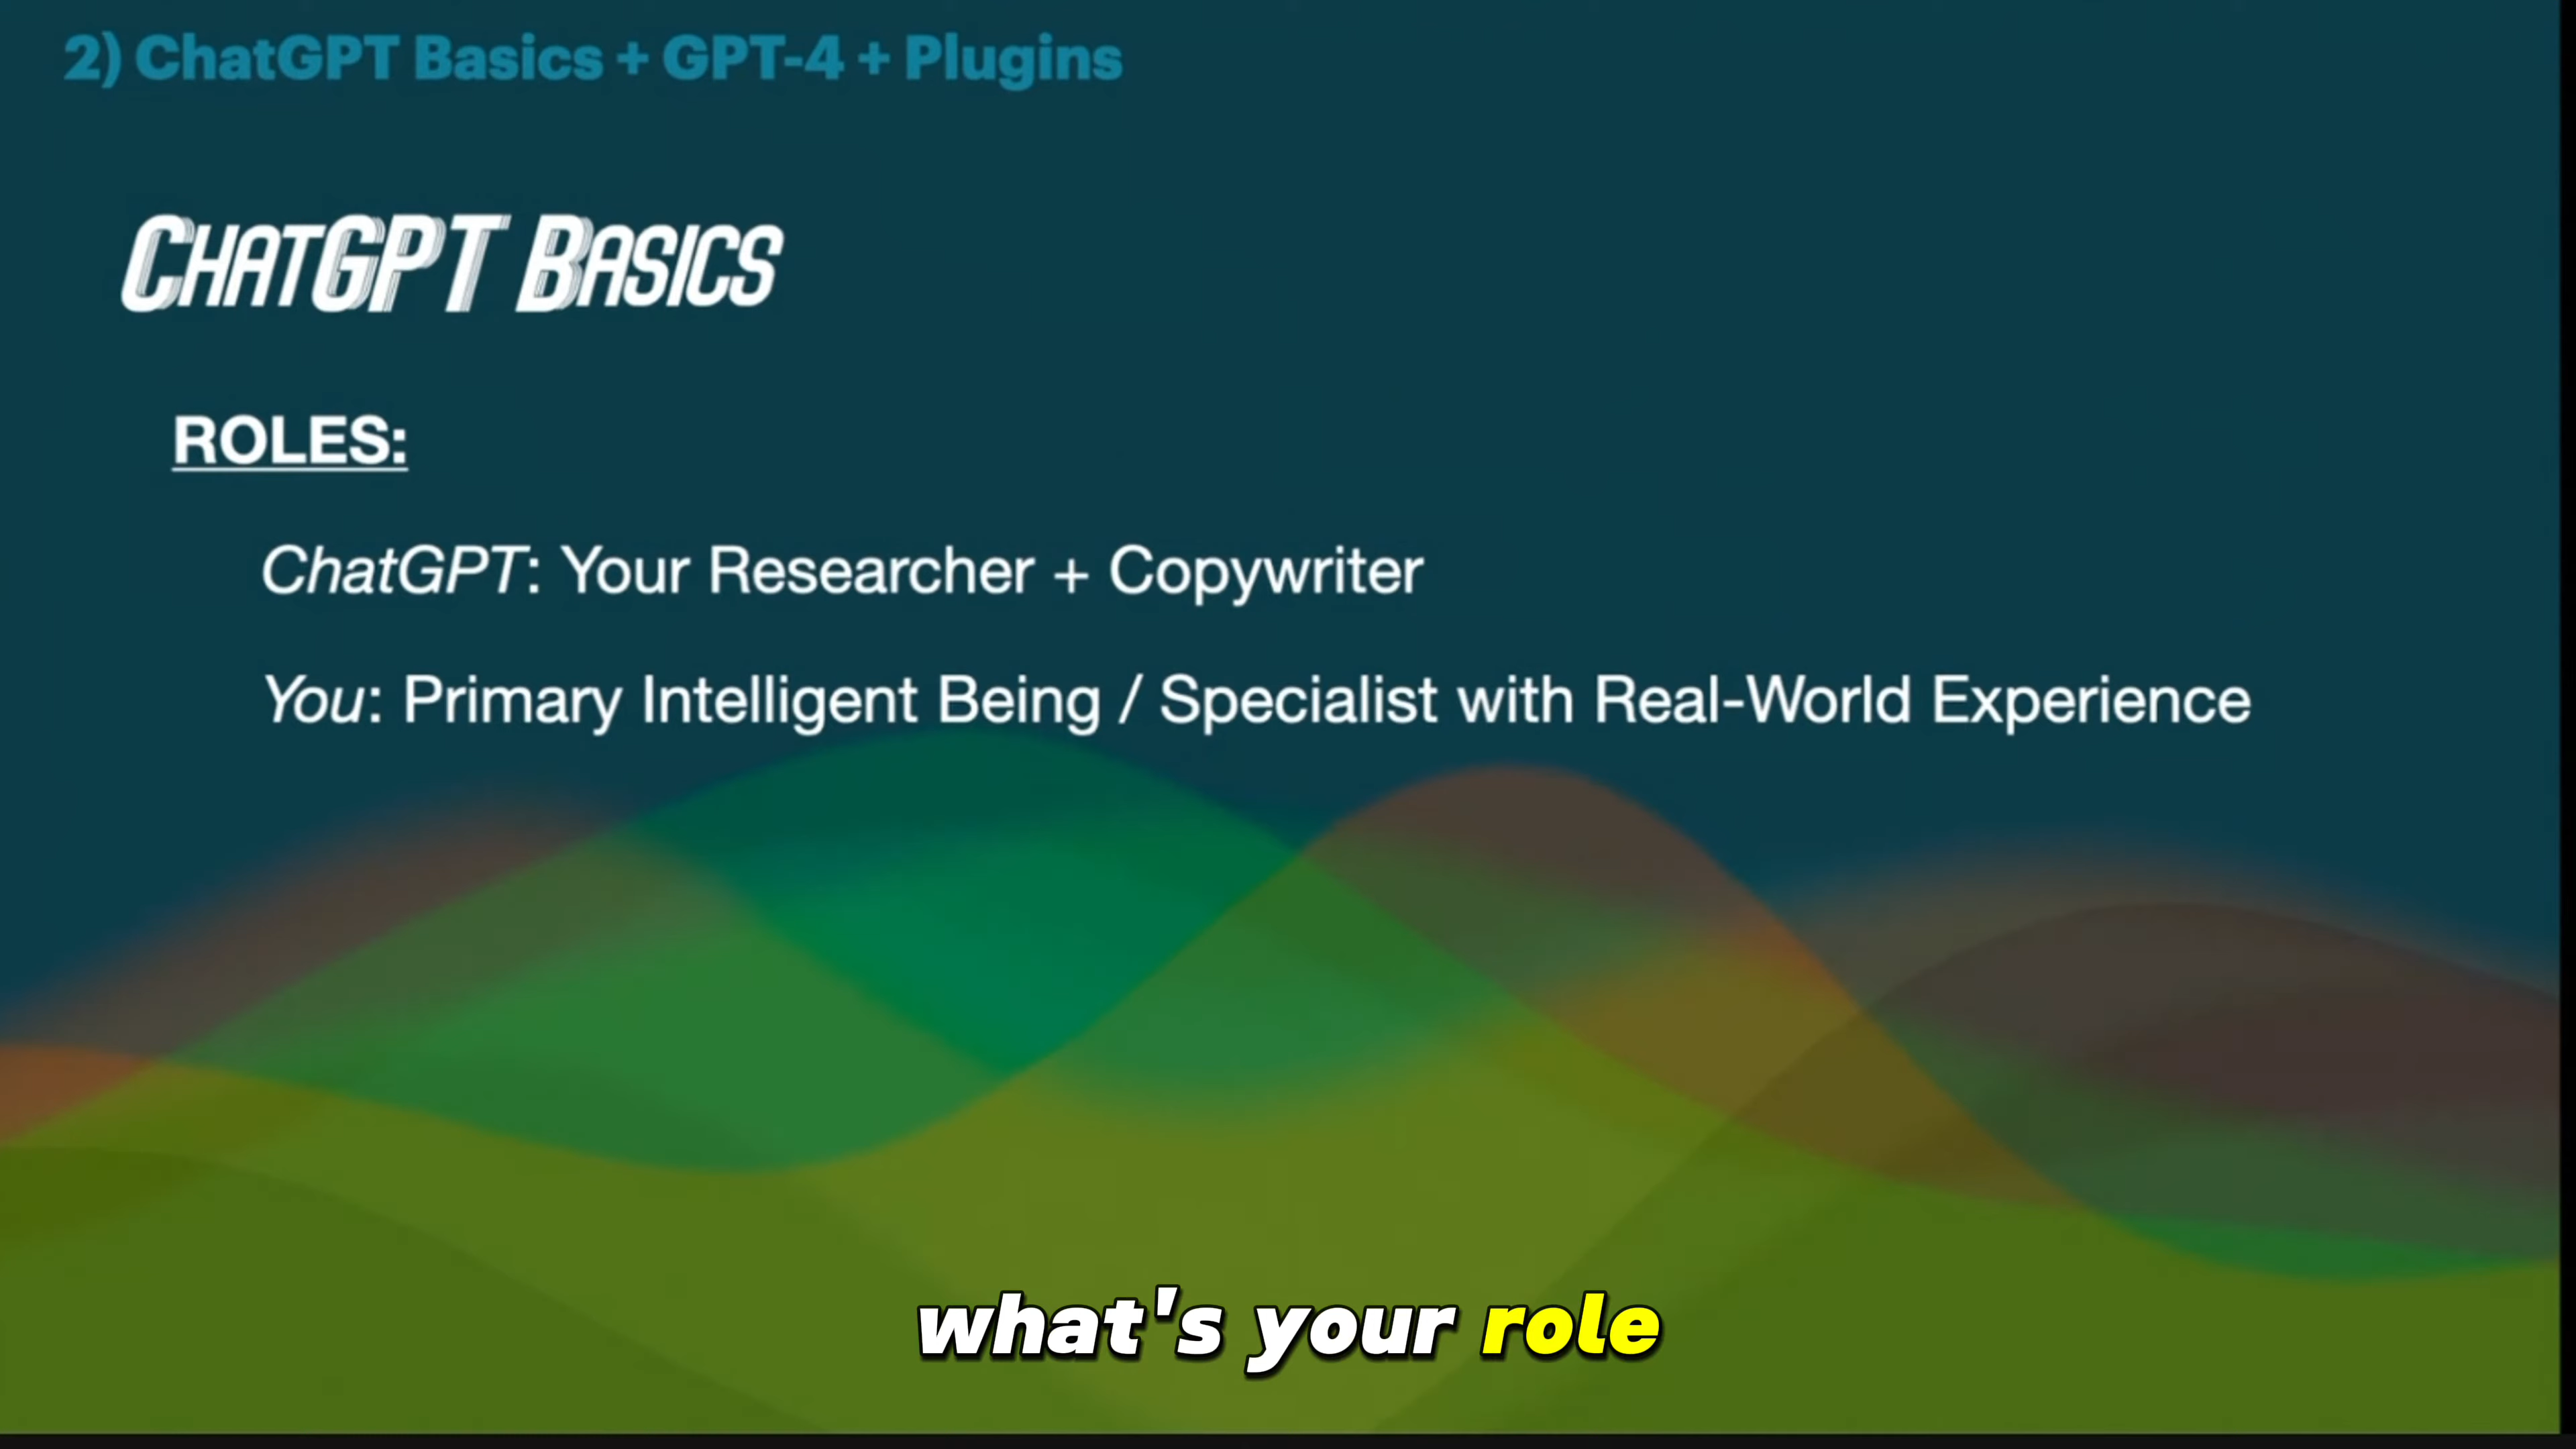 2) ChatGPT Basics + GPT-4 + Plugins
ChatGPT Basics
ROLES:
ChatGPT: Your Researcher + Copywriter
You: Primary Intelligent Being / Specialist with Real-World Experience
what's your role